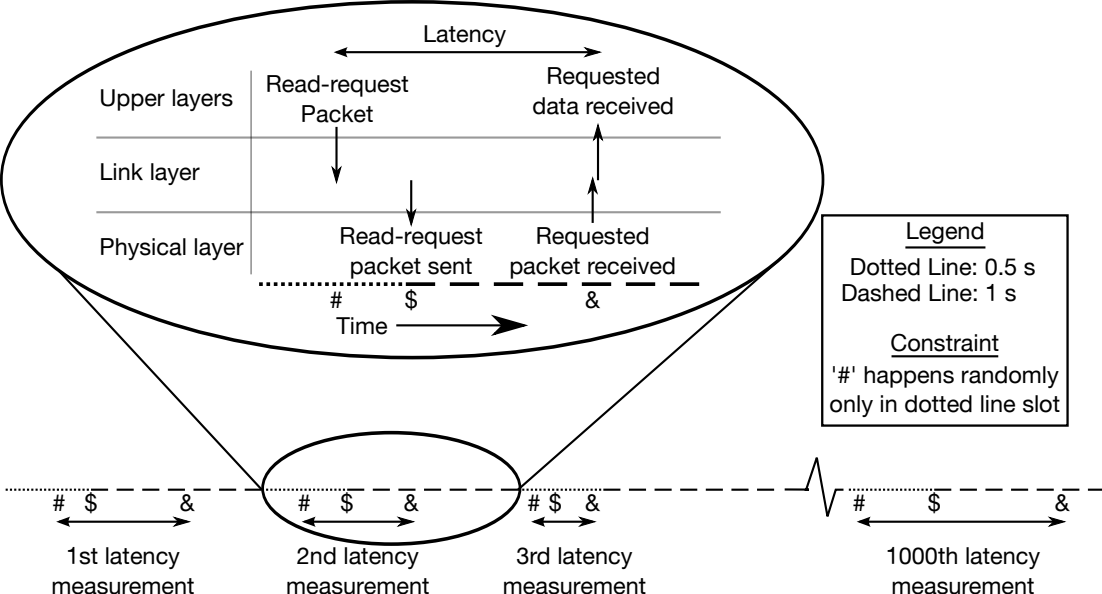 Latency
Upper layers
Read-request
Packet
Requested
data received
Link layer
Physical layer
Read-request
packet sent
Requested
packet received
# $ &
Time
Legend
Dotted Line: 0.5 s
Dashed Line: 1 s
Constraint
'#' happens randomly
only in dotted line slot
# $ &
1st latency
measurement
# $ &
2nd latency
measurement
# $ &
3rd latency
measurement
# $ &
1000th latency
measurement